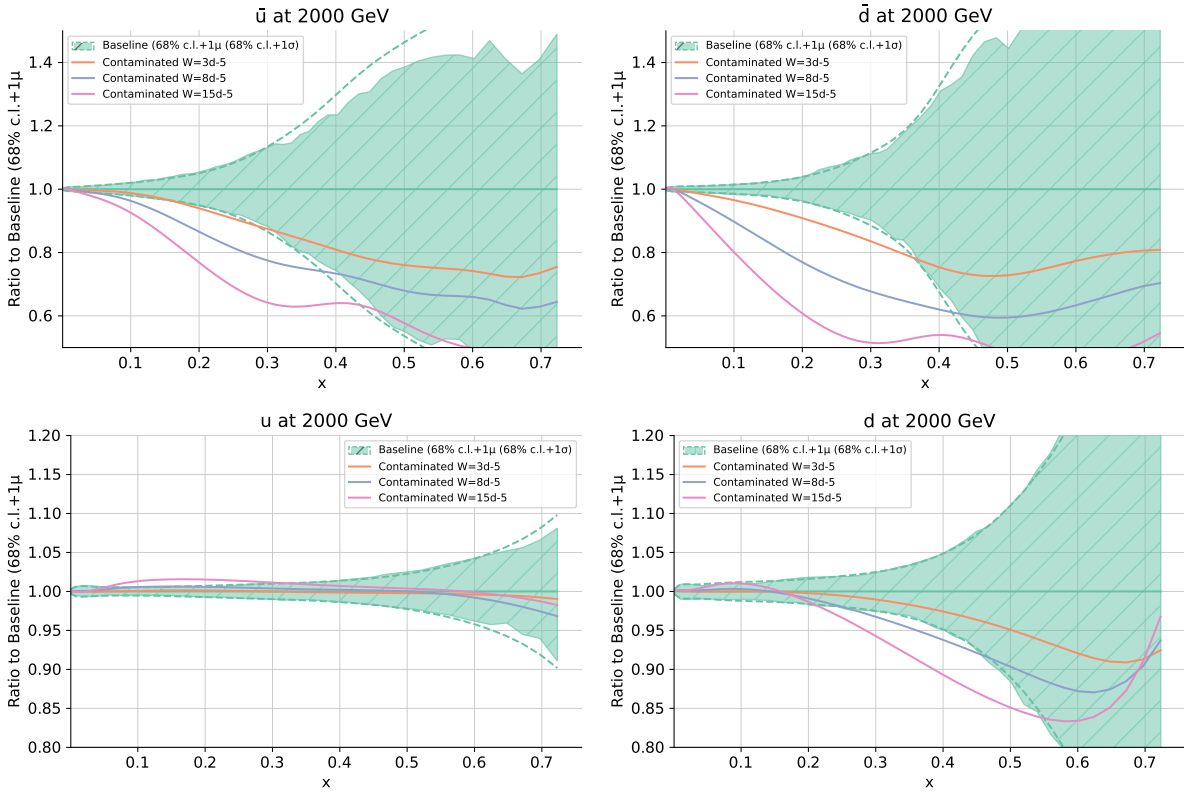 ū at 2000 GeV
Ratio to Baseline (68% c.l.+1μ
1.4
1.2
1.0
0.8
0.6
Baseline (68% c.l.+1μ (68% c.l.+1σ)
Contaminated W=3d-5
Contaminated W=8d-5
Contaminated W=15d-5
0.1 0.2 0.3 0.4 0.5 0.6 0.7
x
d̄ at 2000 GeV
Ratio to Baseline (68% c.l.+1μ
1.4
1.2
1.0
0.8
0.6
Baseline (68% c.l.+1μ (68% c.l.+1σ)
Contaminated W=3d-5
Contaminated W=8d-5
Contaminated W=15d-5
0.1 0.2 0.3 0.4 0.5 0.6 0.7
x
u at 2000 GeV
Ratio to Baseline (68% c.l.+1μ
1.20
1.15
1.10
1.05
1.00
0.95
0.90
0.85
0.80
Baseline (68% c.l.+1μ (68% c.l.+1σ)
Contaminated W=3d-5
Contaminated W=8d-5
Contaminated W=15d-5
0.1 0.2 0.3 0.4 0.5 0.6 0.7
x
d at 2000 GeV
Ratio to Baseline (68% c.l.+1μ
1.20
1.15
1.10
1.05
1.00
0.95
0.90
0.85
0.80
Baseline (68% c.l.+1μ (68% c.l.+1σ)
Contaminated W=3d-5
Contaminated W=8d-5
Contaminated W=15d-5
0.1 0.2 0.3 0.4 0.5 0.6 0.7
x